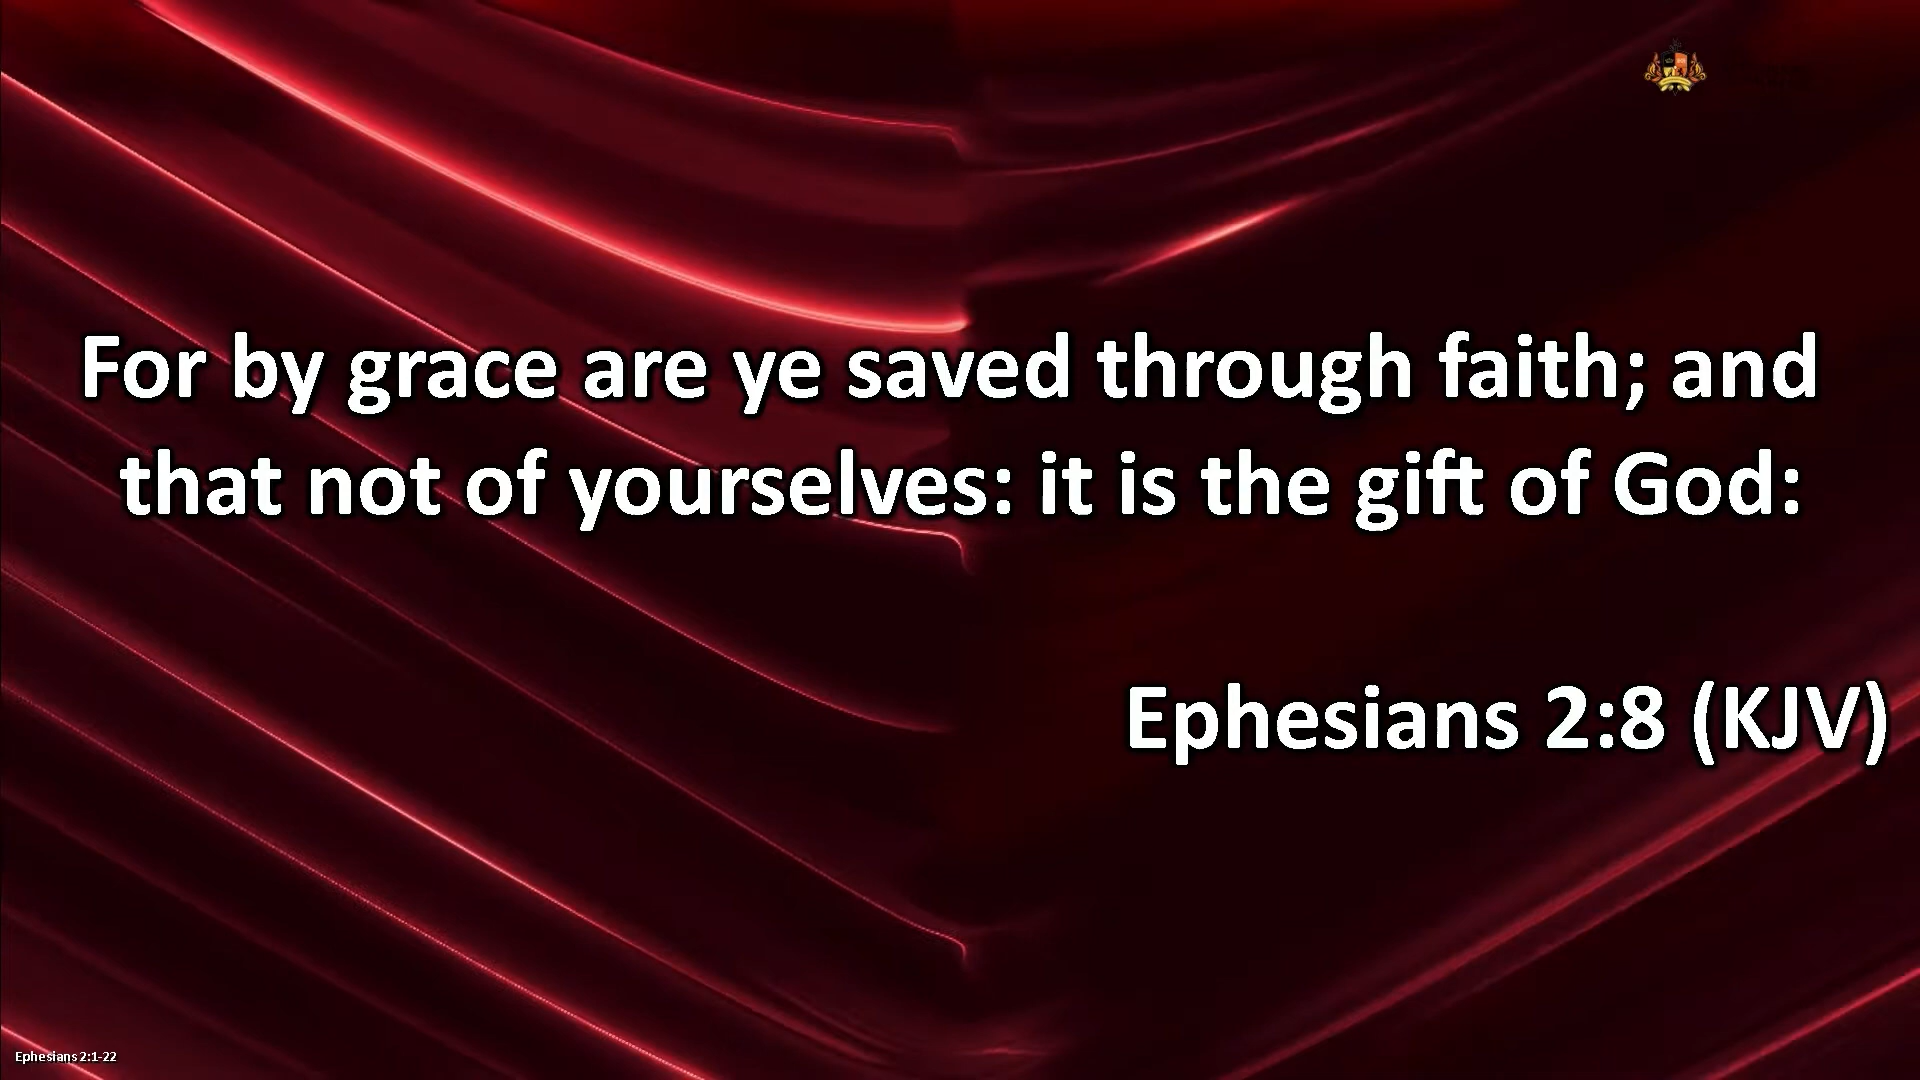 For by grace are ye saved through faith; and
that not of yourselves: it is the gift of God:
Ephesians 2:8 (KJV)
Ephesians 2:1-22